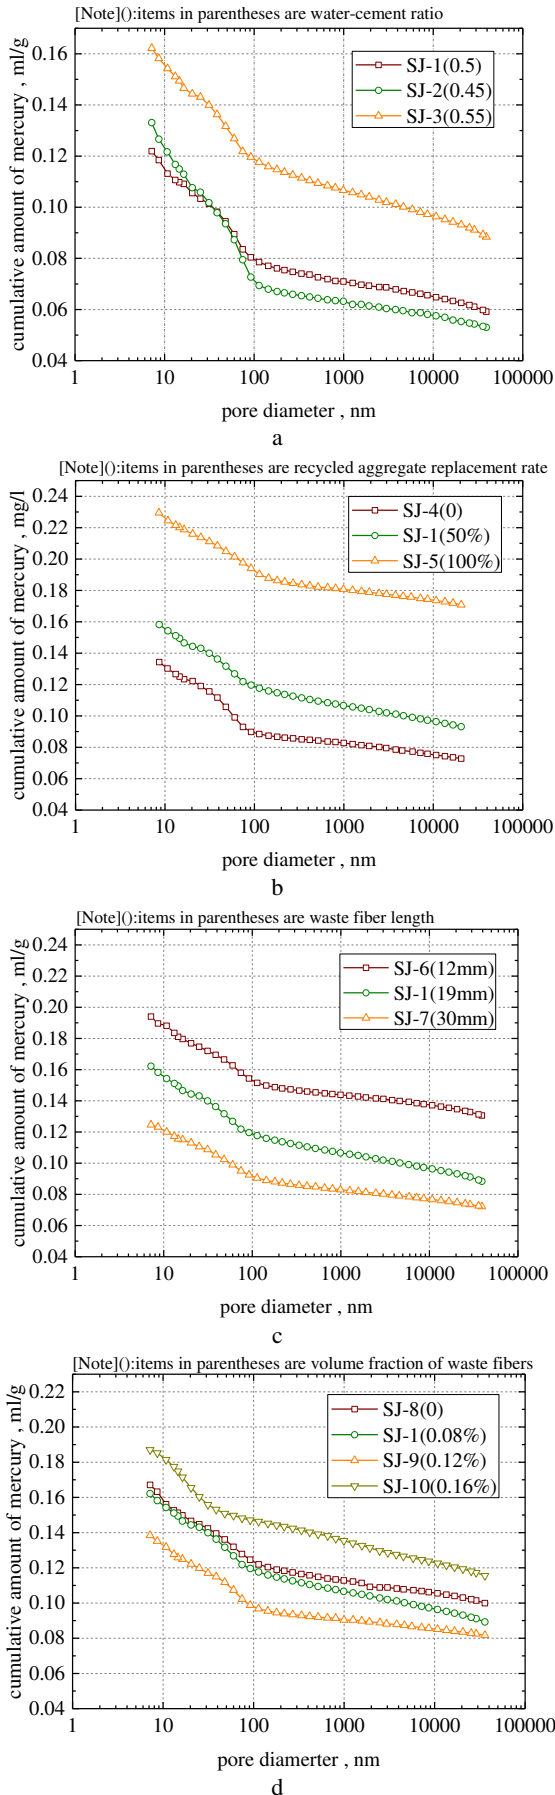 [Note]():items in parentheses are water-cement ratio
cumulative amount of mercury , ml/g
0.16
0.14
0.12
0.10
0.08
0.06
0.04
SJ-1(0.5)
SJ-2(0.45)
SJ-3(0.55)
1 10 100 1000 10000 100000
pore diameter , nm
a
[Note]():items in parentheses are recycled aggregate replacement rate
cumulative amount of mercury , mg/l
0.24
0.22
0.20
0.18
0.16
0.14
0.12
0.10
0.08
0.06
0.04
SJ-4(0)
SJ-1(50%)
SJ-5(100%)
1 10 100 1000 10000 100000
pore diameter , nm
b
[Note]():items in parentheses are waste fiber length
cumulative amount of mercury , ml/g
0.24
0.22
0.20
0.18
0.16
0.14
0.12
0.10
0.08
0.06
0.04
SJ-6(12mm)
SJ-1(19mm)
SJ-7(30mm)
1 10 100 1000 10000 100000
pore diameter , nm
c
[Note]():items in parentheses are volume fraction of waste fibers
cumulative amount of mercury , ml/g
0.22
0.20
0.18
0.16
0.14
0.12
0.10
0.08
0.06
0.04
SJ-8(0)
SJ-1(0.08%)
SJ-9(0.12%)
SJ-10(0.16%)
1 10 100 1000 10000 100000
pore diamerter , nm
d